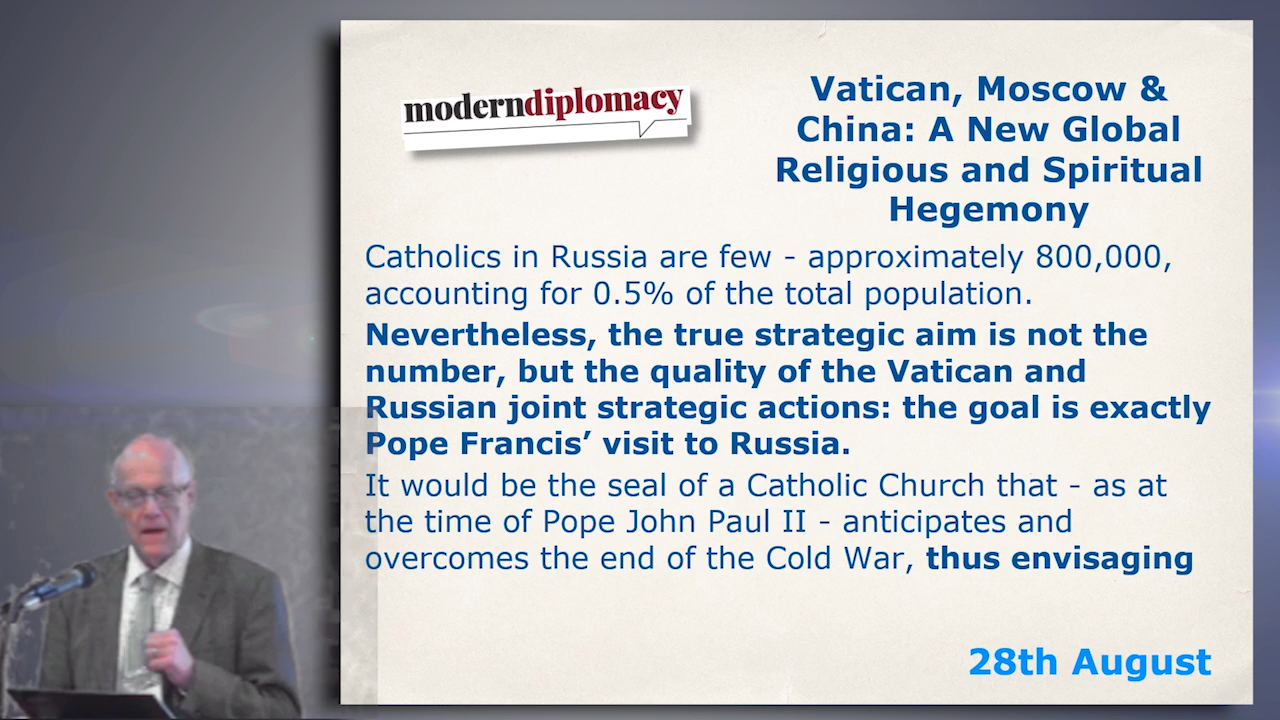 moderndiplomacy
Vatican, Moscow &
China: A New Global
Religious and Spiritual
Hegemony
Catholics in Russia are few - approximately 800,000,
accounting for 0.5% of the total population.
Nevertheless, the true strategic aim is not the
number, but the quality of the Vatican and
Russian joint strategic actions: the goal is exactly
Pope Francis’ visit to Russia.
It would be the seal of a Catholic Church that - as at
the time of Pope John Paul II - anticipates and
overcomes the end of the Cold War, thus envisaging
28th August